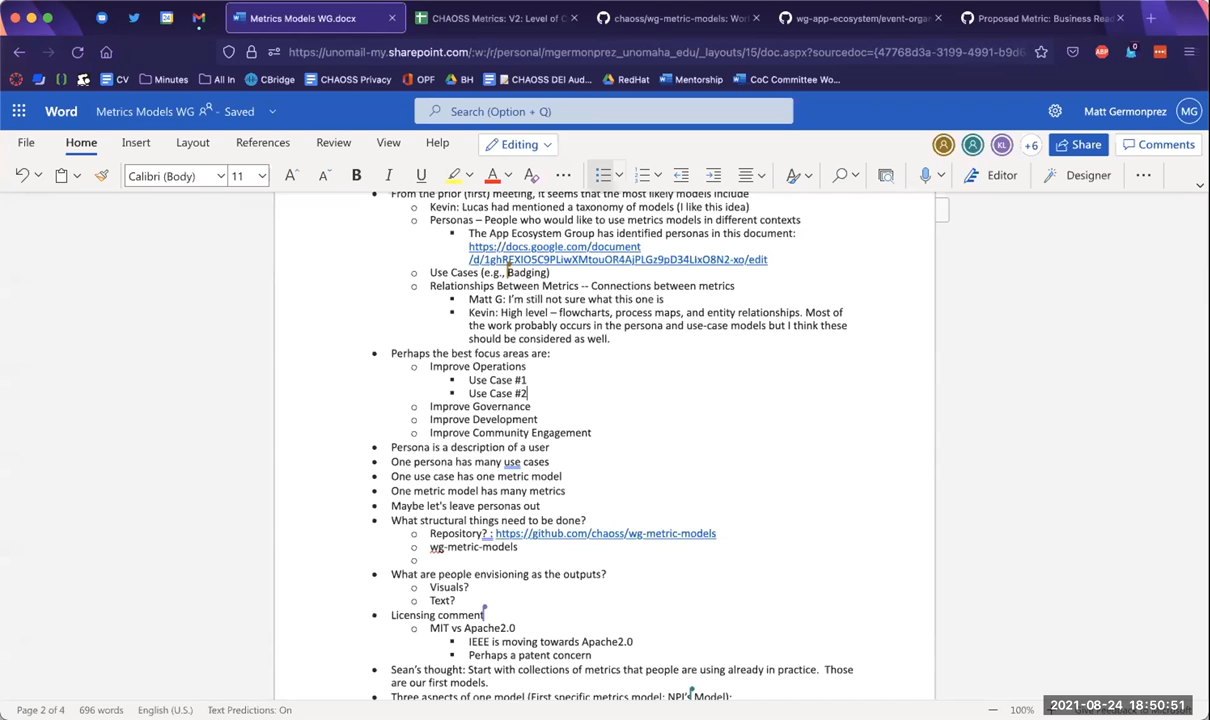 Metrics Models WG.docx
CHAOSS Metrics: V2: Level of C
chaoss/wg-metric-models: Wor
wg-app-ecosystem/event-orga
Proposed Metric: Business Rea
https://unomail-my.sharepoint.com/:w:/r/personal/mgermonprez_unomaha_edu/_layouts/15/doc.aspx?sourcedoc={47768d3a-3199-4991-b9d6
CV
Minutes
All In
CBridge
CHAOSS Privacy
OPF
BH
CHAOSS DEI Aud...
RedHat
Mentorship
CoC Committee Wo...
Word
Metrics Models WG
- Saved
Search (Option + Q)
Matt Germonprez
MG
File
Home
Insert
Layout
References
Review
View
Help
Editing
KL
+6
Share
Comments
Calibri (Body)
11
Editor
Designer
From the prior (first) meeting, it seems that the most likely models include
Kevin: Lucas had mentioned a taxonomy of models (I like this idea)
Personas – People who would like to use metrics models in different contexts
The App Ecosystem Group has identified personas in this document:
https://docs.google.com/document
Use Cases (e.g., Badging)
Relationships Between Metrics -- Connections between metrics
Matt G: I'm still not sure what this one is
Kevin: High level – flowcharts, process maps, and entity relationships. Most of
the work probably occurs in the persona and use-case models but I think these
should be considered as well.
Perhaps the best focus areas are:
Improve Operations
Use Case #1
Use Case #2
Improve Governance
Improve Development
Improve Community Engagement
Persona is a description of a user
One persona has many use cases
One use case has one metric model
One metric model has many metrics
Maybe let's leave personas out
What structural things need to be done?
Repository? : https://github.com/chaoss/wg-metric-models
wg-metric-models
What are people envisioning as the outputs?
Visuals?
Text?
Licensing comment
MIT vs Apache2.0
IEEE is moving towards Apache2.0
Perhaps a patent concern
Sean's thought: Start with collections of metrics that people are using already in practice. Those
are our first models.
Three aspects of one model (First specific metrics model: NPI's Model):
Page 2 of 4
696 words
English (U.S.)
Text Predictions: On
100%
2021-08-24 18:50:51